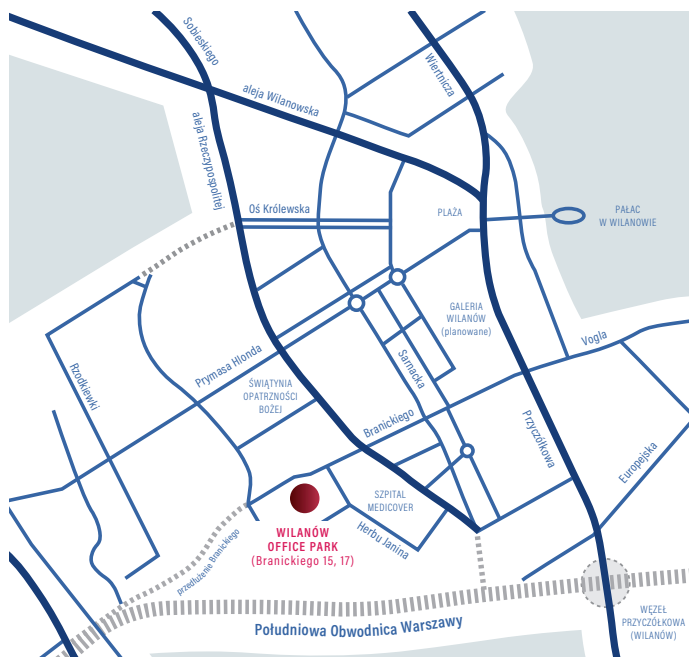 Sobieskiego
Wiertnicza
aleja Wilanowska
aleja Rzeczypospolitej
Oś Królewska
PLAŻA
PAŁAC
W WILANOWIE
GALERIA
WILANÓW
(planowane)
Vogla
Rzodkiewki
Prymasa Hlonda
Sarnacka
ŚWIĄTYNIA
OPATRZNOŚCI
BOŻEJ
Branickiego
Przyczółkowa
Europejska
SZPITAL
MEDICOVER
WILANÓW
OFFICE PARK
(Branickiego 15, 17)
Herbu Janina
przedłużenie Branickiego
Południowa Obwodnica Warszawy
WĘZEŁ
PRZYCZÓŁKOWA
(WILANÓW)